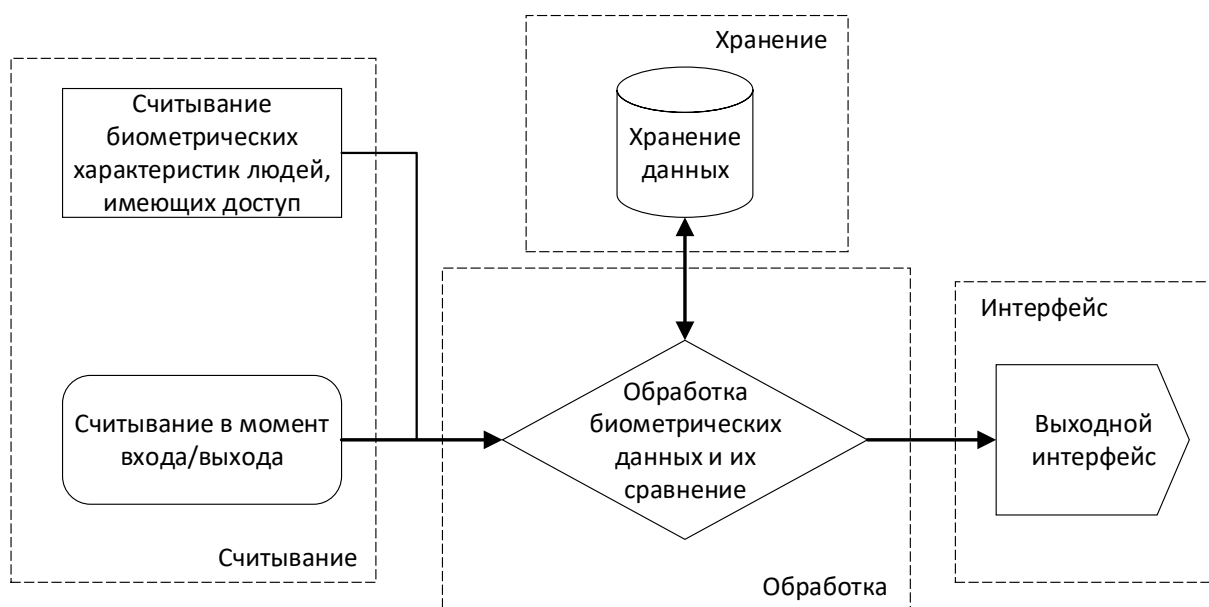 Хранение
Хранение
данных
Считывание
биометрических
характеристик людей,
имеющих доступ
Считывание в момент
входа/выхода
Считывание
Обработка
биометрических
данных и их
сравнение
Обработка
Интерфейс
Выходной
интерфейс